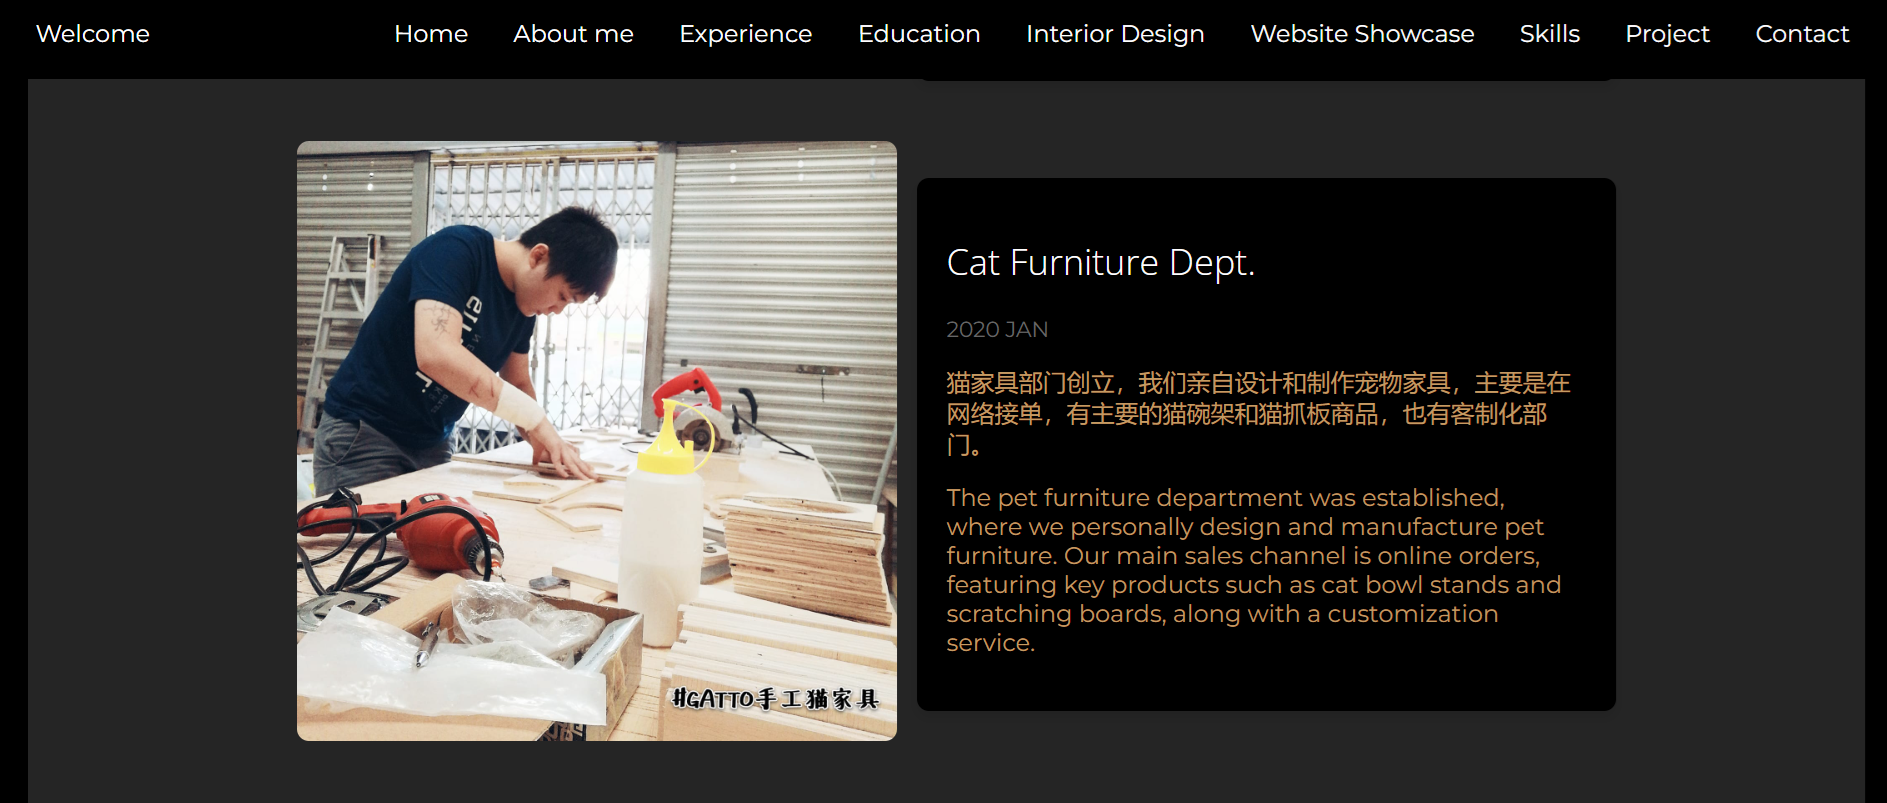 Welcome Home About me Experience Education Interior Design Website Showcase Skills Project Contact
Cat Furniture Dept.
2020 JAN
猫家具部门创立，我们亲自设计和制作宠物家具，主要是在
网络接单，有主要的猫碗架和猫抓板商品，也有客制化部
门。
The pet furniture department was established,
where we personally design and manufacture pet
furniture. Our main sales channel is online orders,
featuring key products such as cat bowl stands and
scratching boards, along with a customization
service.
#GATTO手工猫家具